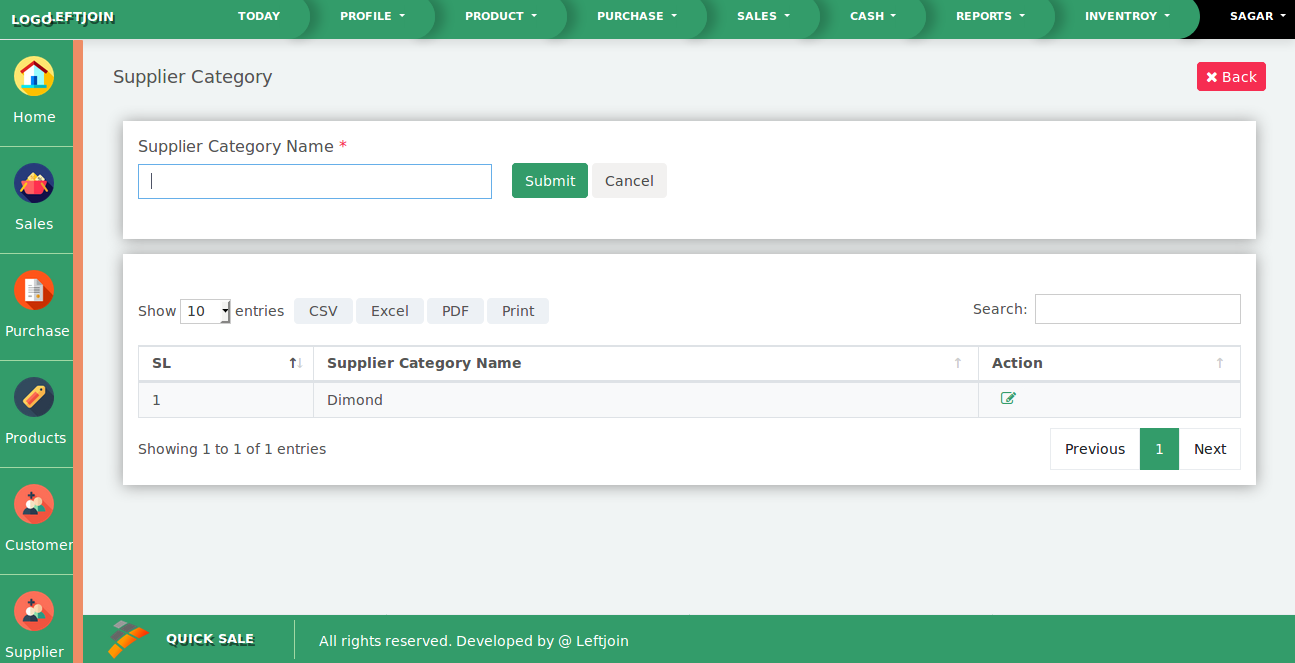 LOGO LEFTJOIN TODAY PROFILE PRODUCT PURCHASE SALES CASH REPORTS INVENTROY SAGAR
Home
Sales
Purchase
Products
Customer
Supplier
Supplier Category
Back
Supplier Category Name *
Submit Cancel
Show 10 entries CSV Excel PDF Print Search:
SL Supplier Category Name Action
1 Dimond
Showing 1 to 1 of 1 entries Previous 1 Next
QUICK SALE All rights reserved. Developed by @ Leftjoin